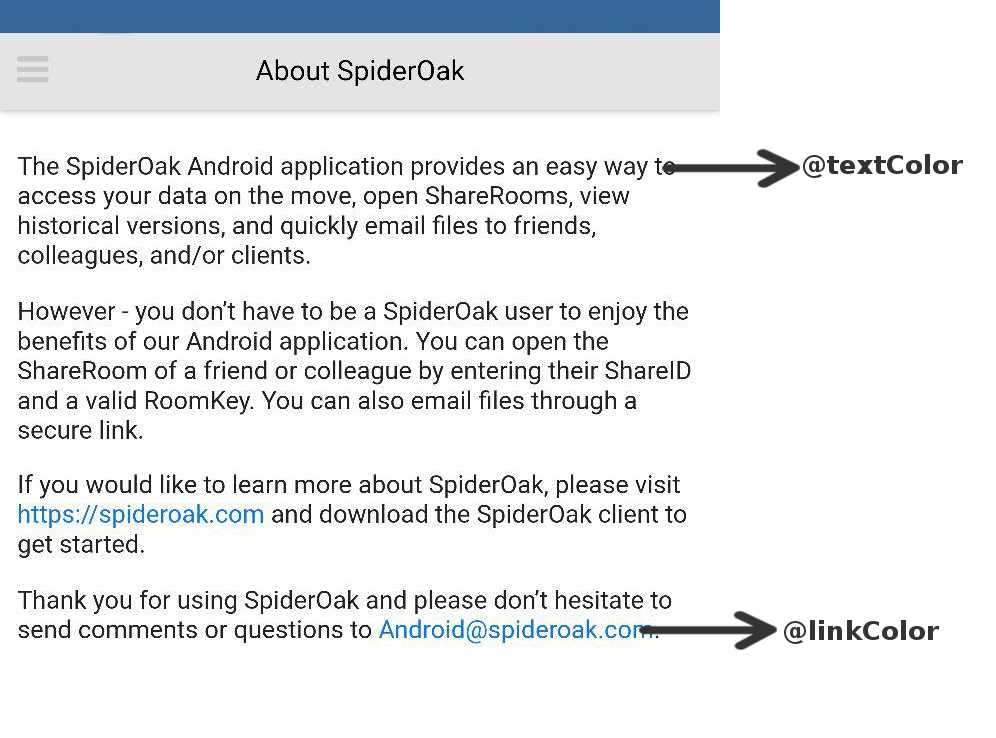 About SpiderOak
The SpiderOak Android application provides an easy way to @textColor
access your data on the move, open ShareRooms, view
historical versions, and quickly email files to friends,
colleagues, and/or clients.
However - you don’t have to be a SpiderOak user to enjoy the
benefits of our Android application. You can open the
ShareRoom of a friend or colleague by entering their ShareID
and a valid RoomKey. You can also email files through a
secure link.
If you would like to learn more about SpiderOak, please visit
https://spideroak.com and download the SpiderOak client to
get started.
Thank you for using SpiderOak and please don’t hesitate to
send comments or questions to Android@spideroak.com. @linkColor